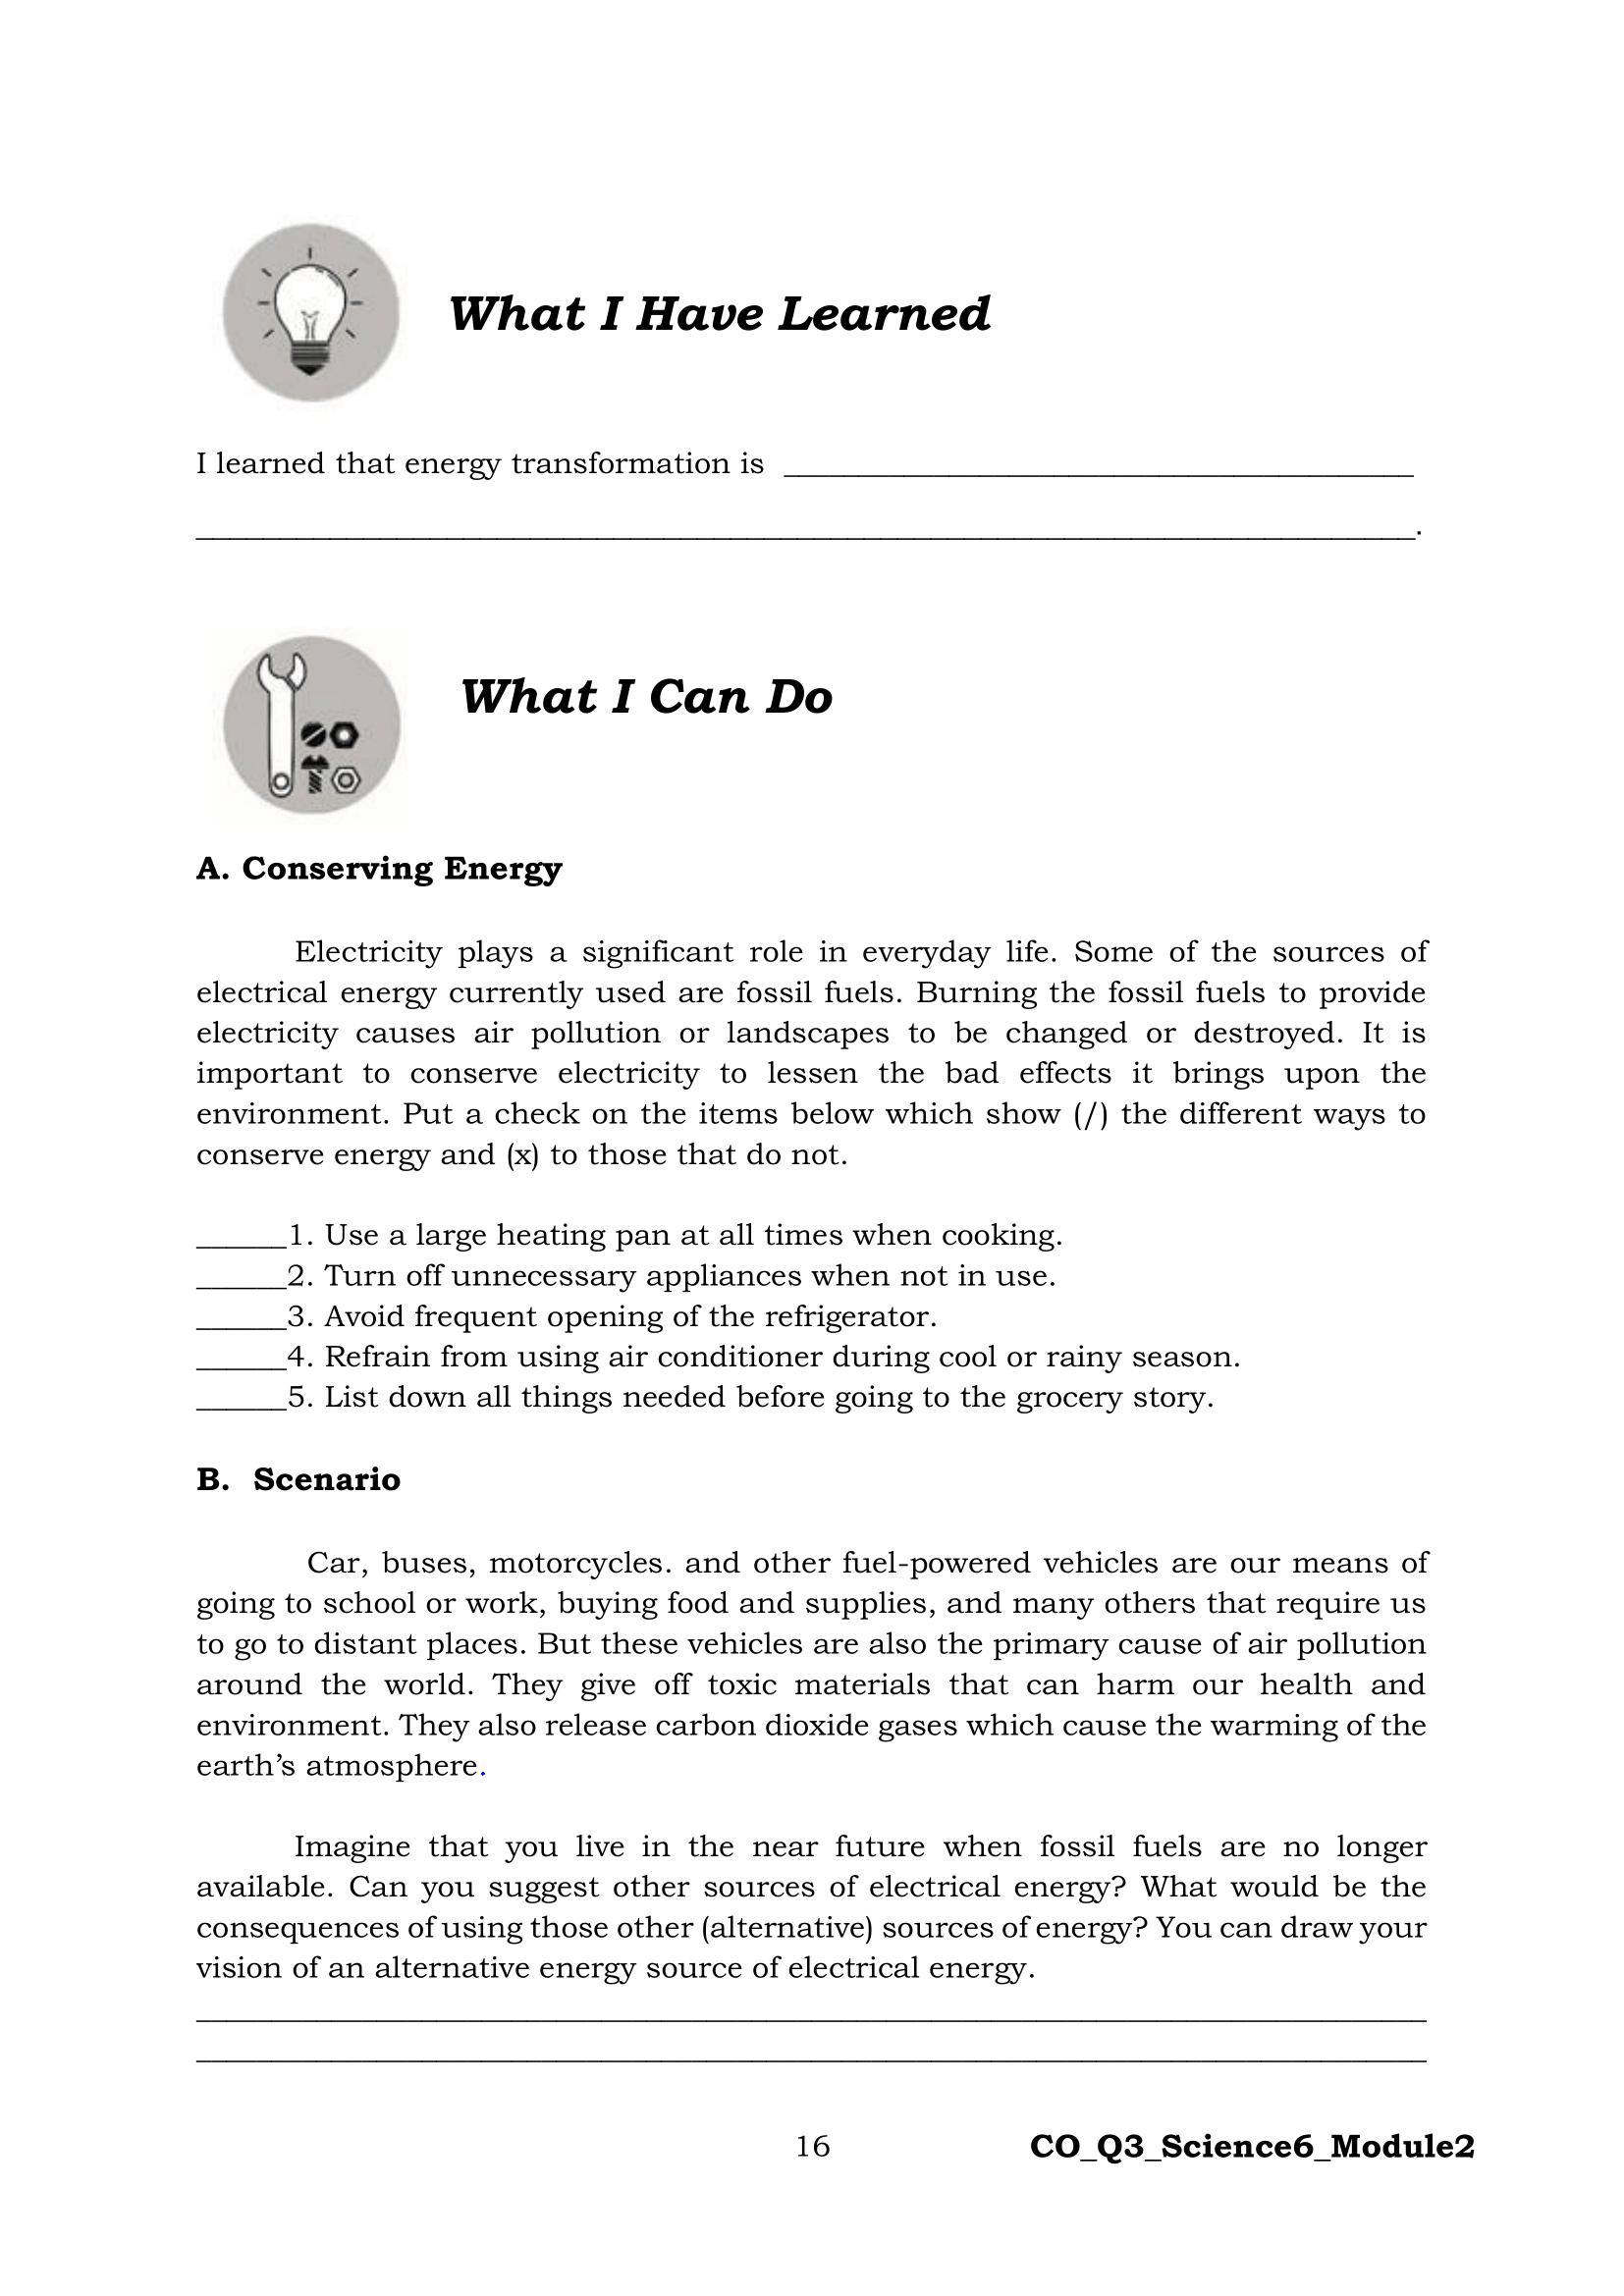 What I Have Learned
I learned that energy transformation is __________________________________________
_________________________________________________________________________________.
What I Can Do
A. Conserving Energy
Electricity plays a significant role in everyday life. Some of the sources of
electrical energy currently used are fossil fuels. Burning the fossil fuels to provide
electricity causes air pollution or landscapes to be changed or destroyed. It is
important to conserve electricity to lessen the bad effects it brings upon the
environment. Put a check on the items below which show (/) the different ways to
conserve energy and (x) to those that do not.
______1. Use a large heating pan at all times when cooking.
______2. Turn off unnecessary appliances when not in use.
______3. Avoid frequent opening of the refrigerator.
______4. Refrain from using air conditioner during cool or rainy season.
______5. List down all things needed before going to the grocery story.
B. Scenario
Car, buses, motorcycles. and other fuel-powered vehicles are our means of
going to school or work, buying food and supplies, and many others that require us
to go to distant places. But these vehicles are also the primary cause of air pollution
around the world. They give off toxic materials that can harm our health and
environment. They also release carbon dioxide gases which cause the warming of the
earth’s atmosphere.
Imagine that you live in the near future when fossil fuels are no longer
available. Can you suggest other sources of electrical energy? What would be the
consequences of using those other (alternative) sources of energy? You can draw your
vision of an alternative energy source of electrical energy.
__________________________________________________________________________________
__________________________________________________________________________________
16 CO_Q3_Science6_Module2